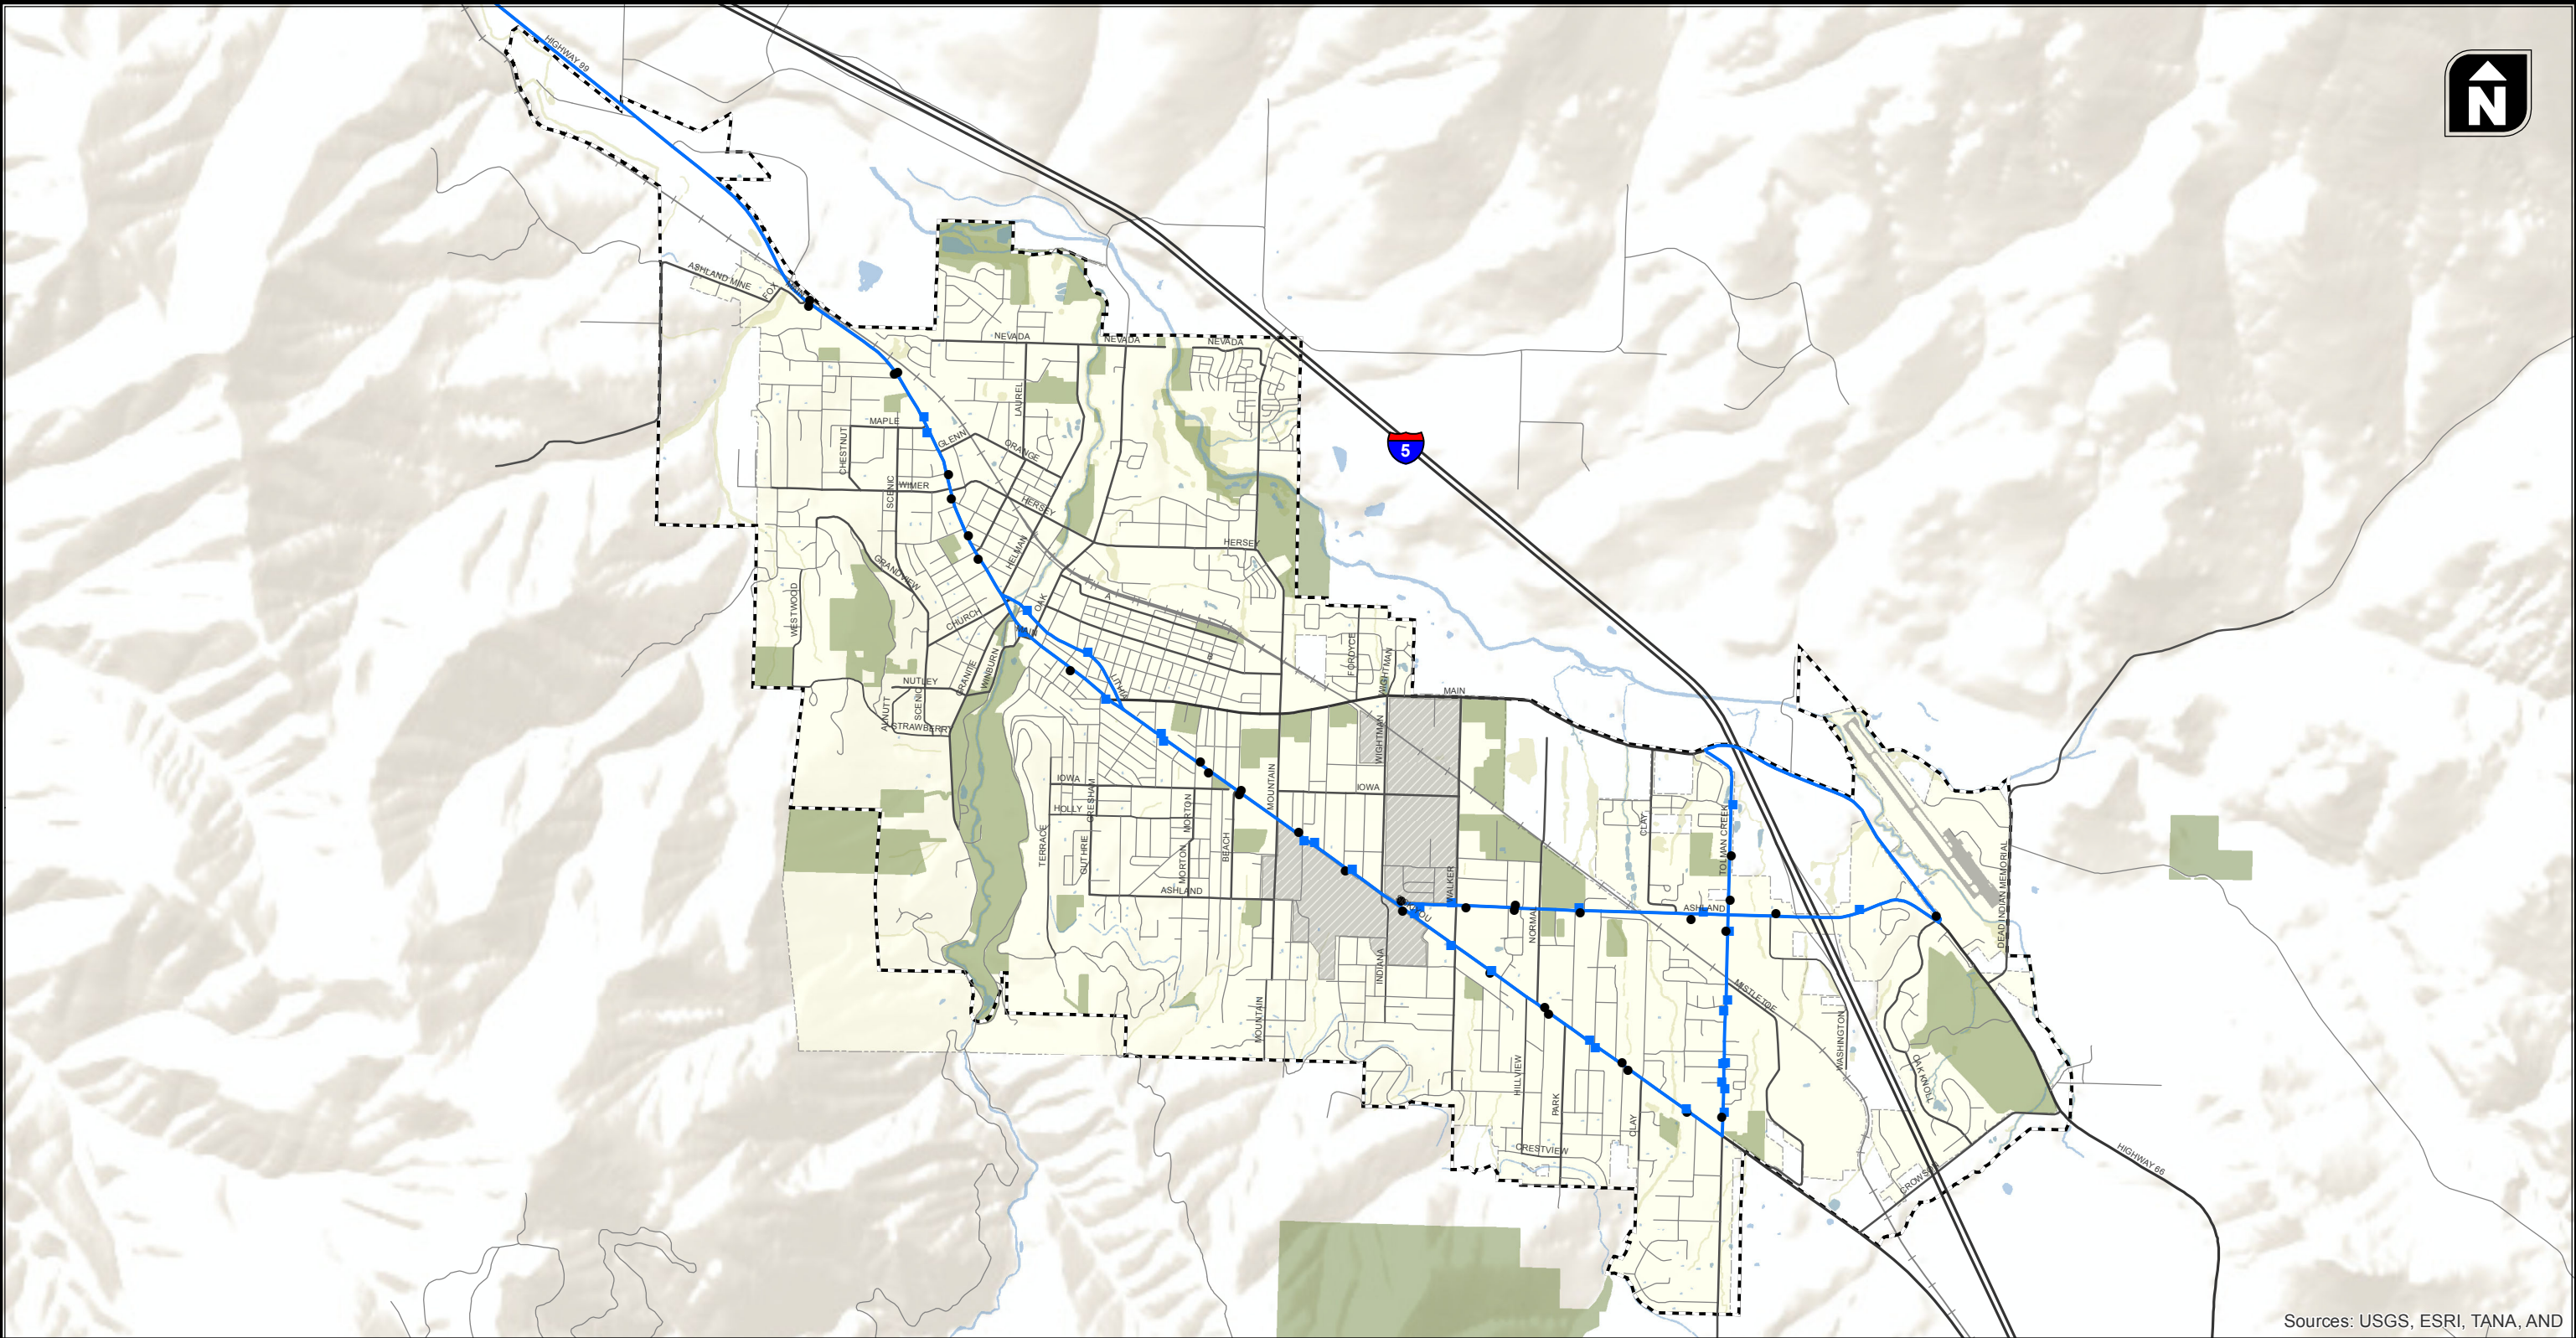 HIGHWAY 99
N
ASHLAND MINE
FOX
MAIN
NEVADA
NEVADA
NEVADA
LAUREL
MAPLE
GLENN
CHESTNUT
ORANGE
5
SCENIC
WIMER
HERSEY
HERSEY
HELMAN
GRANDVIEW
WESTWOOD
OAK
A
CHURCH
MAIN
B
FORDYCE
WIGHTMAN
GRANITE
WINBURN
NUTLEY
SCENIC
ALNUTT
STRAWBERRY
LITHIA
MAIN
WIGHTMAN
IOWA
IOWA
HOLLY
GRESHAM
MORTON
MOUNTAIN
TERRACE
GUTHRIE
MORTON
BEACH
CLAY
TOLMAN CREEK
DEAD INDIAN MEMORIAL
ASHLAND
WALKER
ASHLAND
NORMAL
INDIANA
MISTLETOE
MOUNTAIN
WASHINGTON
HILLVIEW
PARK
CLAY
OAK KNOLL
CRESTVIEW
CROWSON
HIGHWAY 66
Sources: USGS, ESRI, TANA, AND